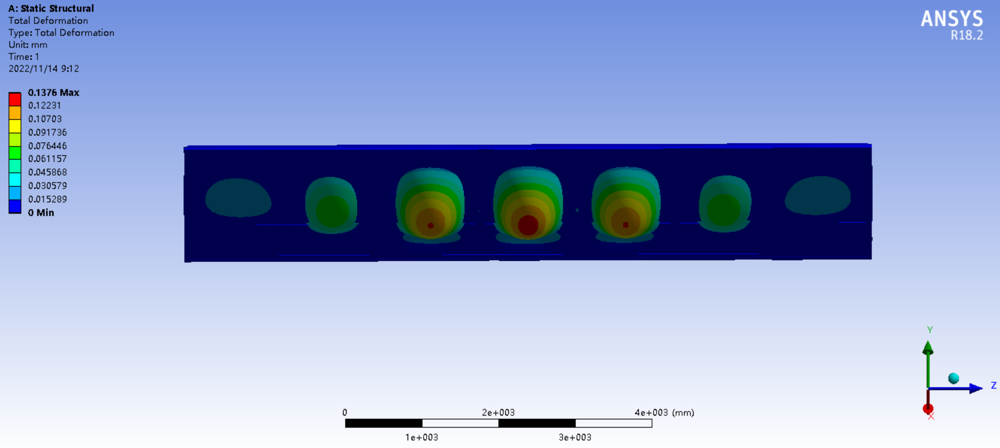 A: Static Structural
Total Deformation
Type: Total Deformation
Unit: mm
Time: 1
2022/11/14 9:12
ANSYS
R18.2
0.1376 Max
0.12231
0.10703
0.091736
0.076446
0.061157
0.045868
0.030579
0.015289
0 Min
Y
Z
X
0 2e+003 4e+003 (mm)
1e+003 3e+003